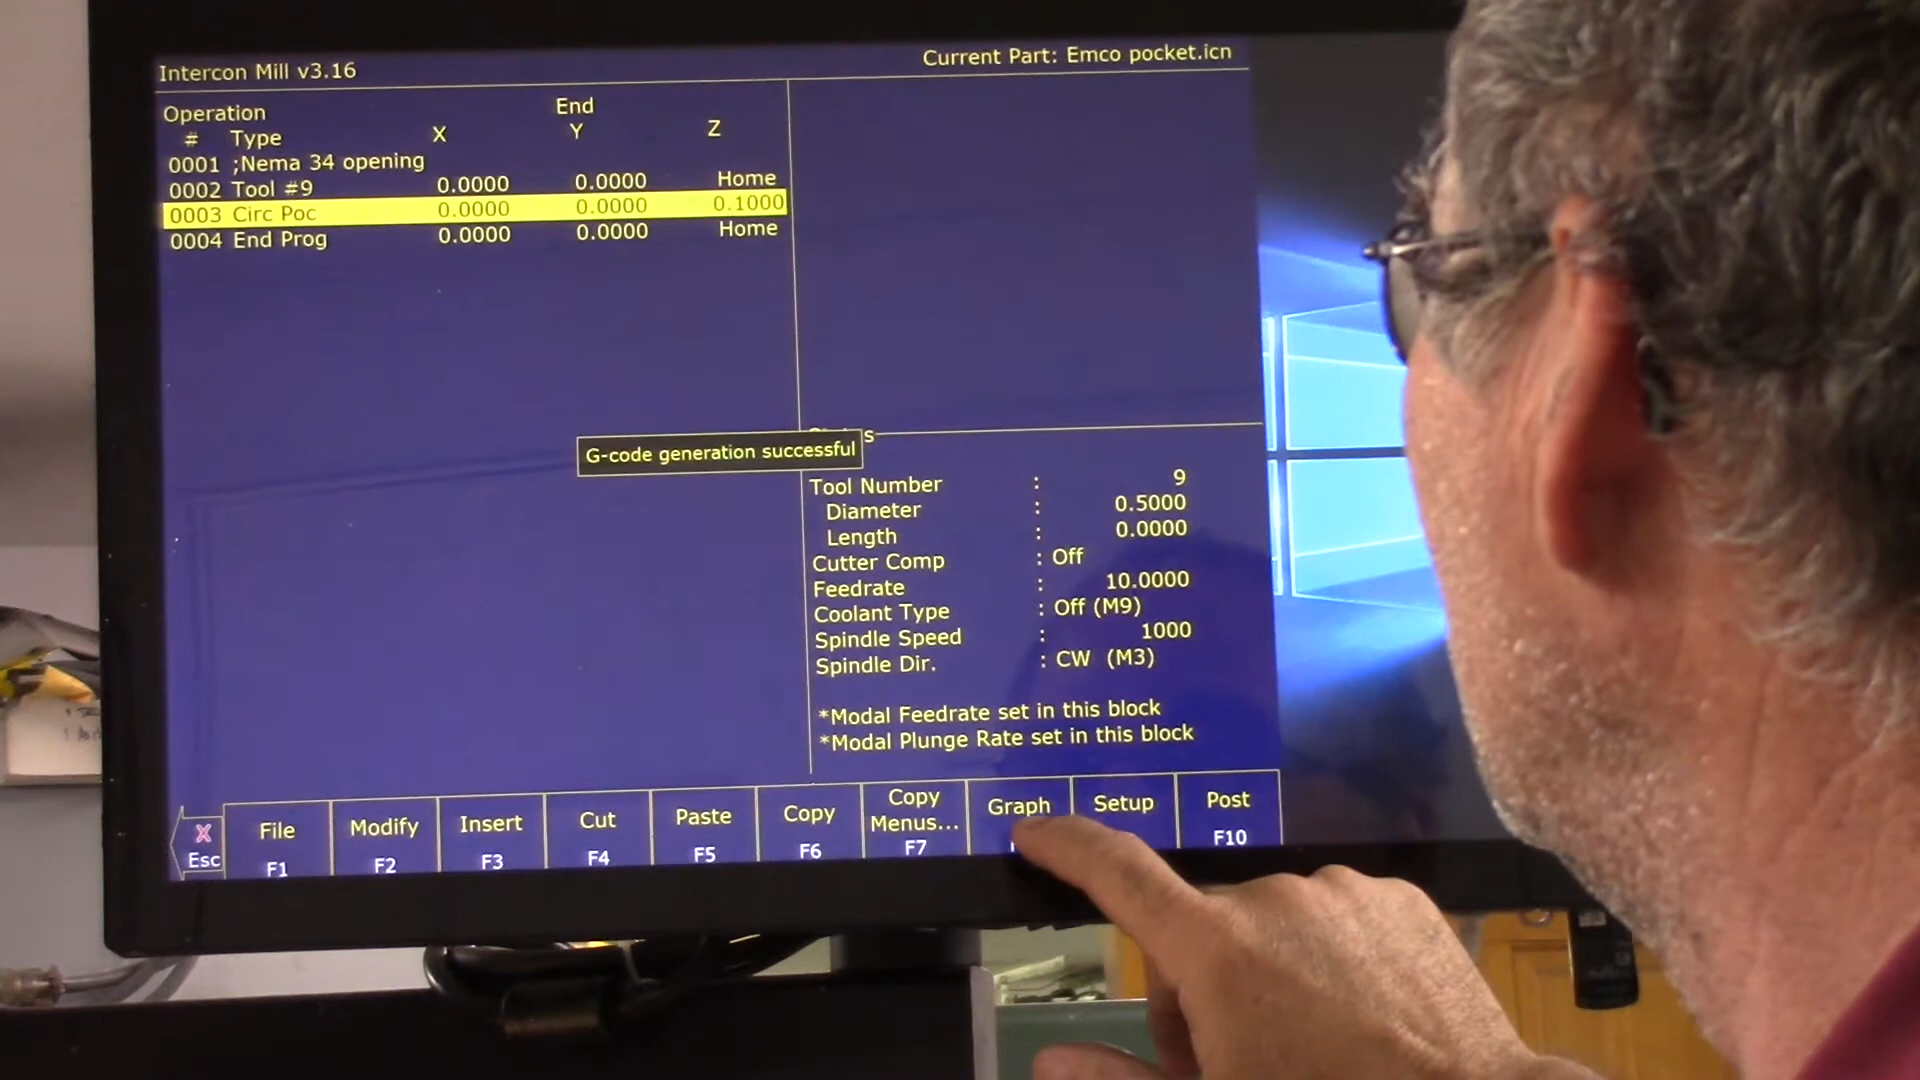 Intercon Mill v3.16
Current Part: Emco pocket.icn
Operation End
# Type X Y Z
0001 ;Nema 34 opening
0002 Tool #9 0.0000 0.0000 Home
0003 Circ Poc 0.0000 0.0000 0.1000
0004 End Prog 0.0000 0.0000 Home
G-code generation successful
Tool Number : 9
Diameter : 0.5000
Length : 0.0000
Cutter Comp : Off
Feedrate : 10.0000
Coolant Type : Off (M9)
Spindle Speed : 1000
Spindle Dir. : CW (M3)
*Modal Feedrate set in this block
*Modal Plunge Rate set in this block
X Esc
File F1
Modify F2
Insert F3
Cut F4
Paste F5
Copy F6
Copy Menus... F7
Graph
Setup
Post F10